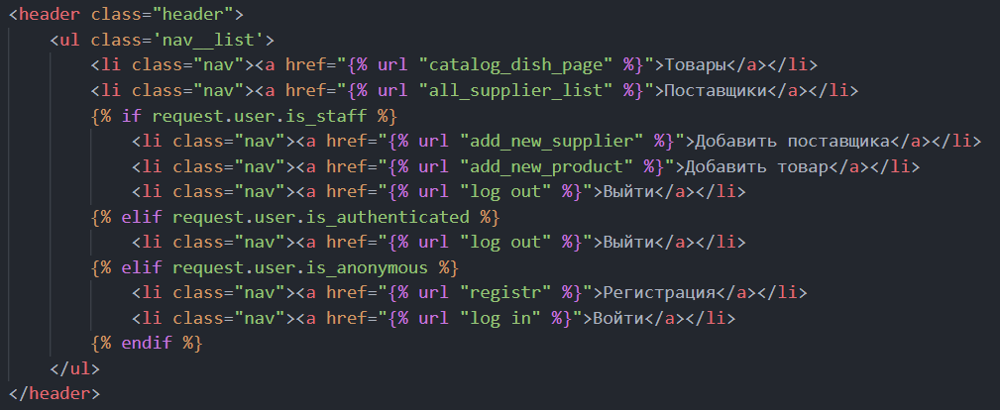 <header class="header">
    <ul class='nav__list'>
        <li class="nav"><a href="{% url "catalog_dish_page" %}">Товары</a></li>
        <li class="nav"><a href="{% url "all_supplier_list" %}">Поставщики</a></li>
        {% if request.user.is_staff %}
            <li class="nav"><a href="{% url "add_new_supplier" %}">Добавить поставщика</a></li>
            <li class="nav"><a href="{% url "add_new_product" %}">Добавить товар</a></li>
            <li class="nav"><a href="{% url "log out" %}">Выйти</a></li>
        {% elif request.user.is_authenticated %}
            <li class="nav"><a href="{% url "log out" %}">Выйти</a></li>
        {% elif request.user.is_anonymous %}
            <li class="nav"><a href="{% url "registr" %}">Регистрация</a></li>
            <li class="nav"><a href="{% url "log in" %}">Войти</a></li>
        {% endif %}
    </ul>
</header>